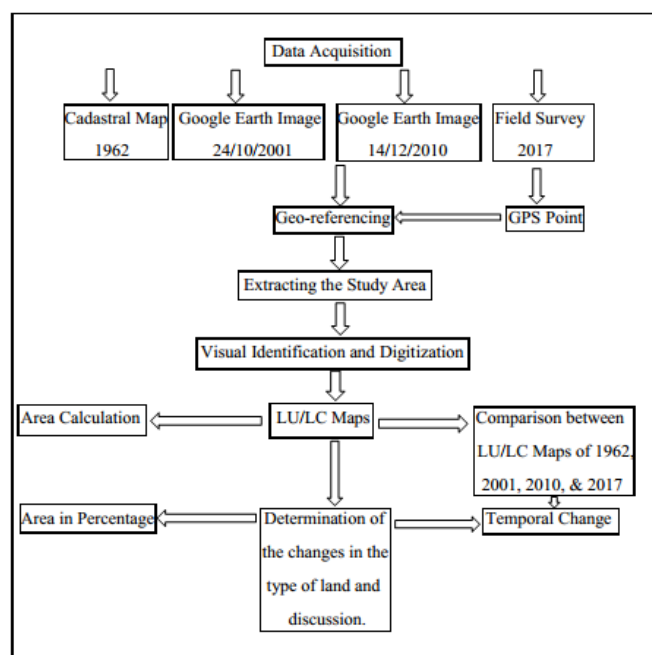 Data Acquisition
Cadastral Map
1962
Google Earth Image
24/10/2001
Google Earth Image
14/12/2010
Field Survey
2017
Geo-referencing
GPS Point
Extracting the Study Area
Visual Identification and Digitization
Area Calculation
LU/LC Maps
Comparison between
LU/LC Maps of 1962,
2001, 2010, & 2017
Area in Percentage
Determination of
the changes in the
type of land and
discussion.
Temporal Change